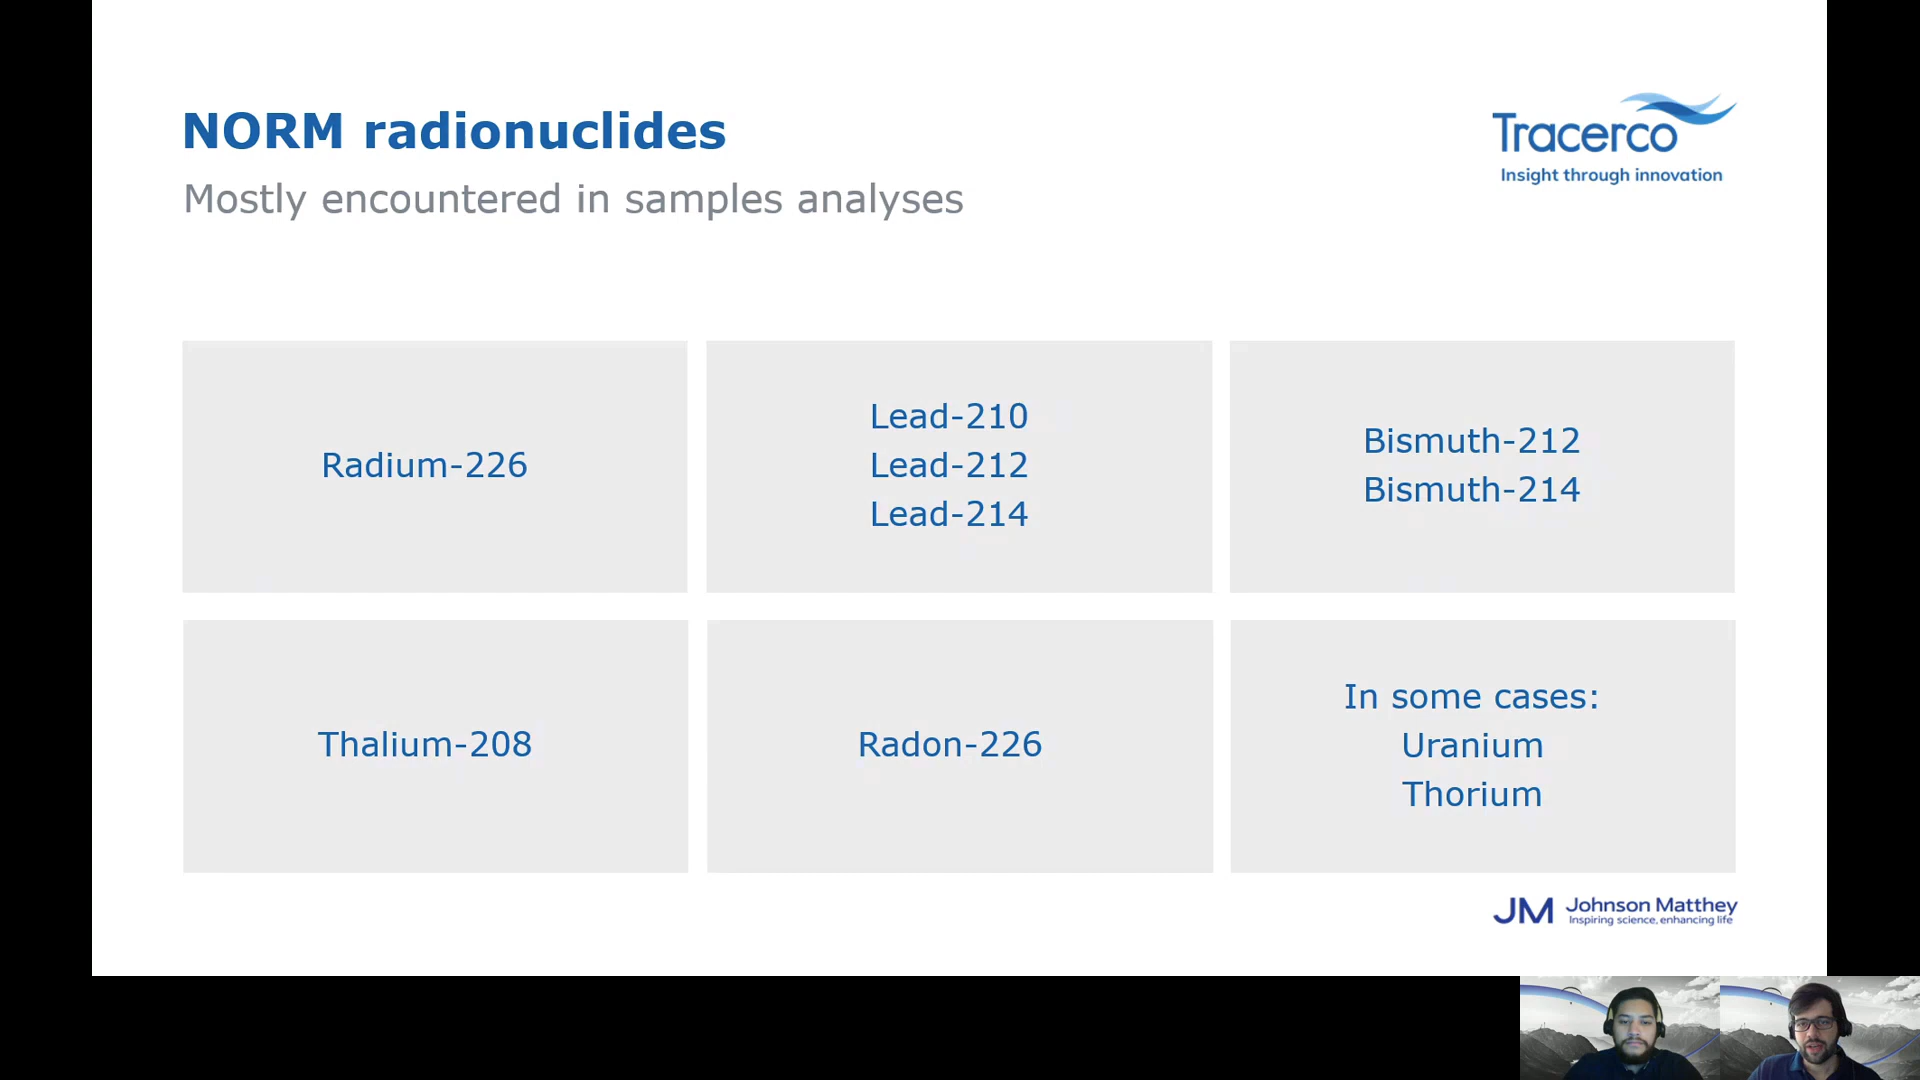 NORM radionuclides
Mostly encountered in samples analyses
Tracerco
Insight through innovation
Radium-226
Lead-210
Lead-212
Lead-214
Bismuth-212
Bismuth-214
Thalium-208
Radon-226
In some cases:
Uranium
Thorium
JM Johnson Matthey
Inspiring science, enhancing life